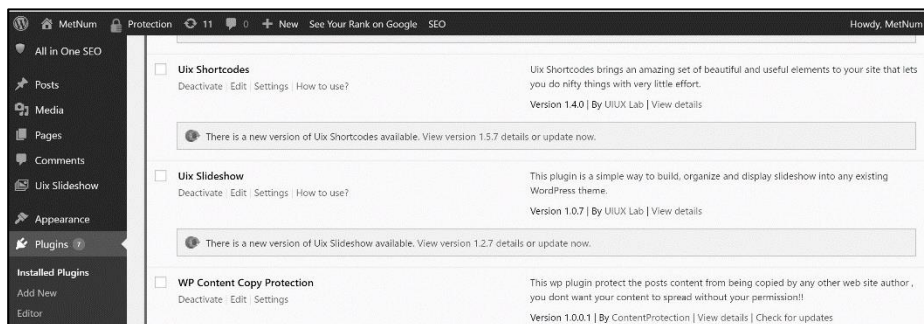 MetNum Protection 11 0 New See Your Rank on Google SEO Howdy, MetNum
All in One SEO
Posts
Media
Pages
Comments
Uix Slideshow
Appearance
Plugins 7
Installed Plugins
Add New
Editor
Uix Shortcodes
Deactivate | Edit | Settings | How to use?
Uix Shortcodes brings an amazing set of beautiful and useful elements to your site that lets
you do nifty things with very little effort.
Version 1.4.0 | By UIUX Lab | View details
There is a new version of Uix Shortcodes available. View version 1.5.7 details or update now.
Uix Slideshow
Deactivate | Edit | Settings | How to use?
This plugin is a simple way to build, organize and display slideshow into any existing
WordPress theme.
Version 1.0.7 | By UIUX Lab | View details
There is a new version of Uix Slideshow available. View version 1.2.7 details or update now.
WP Content Copy Protection
Deactivate | Edit | Settings
This wp plugin protect the posts content from being copied by any other web site author ,
you dont want your content to spread without your permission!!
Version 1.0.0.1 | By ContentProtection | View details | Check for updates